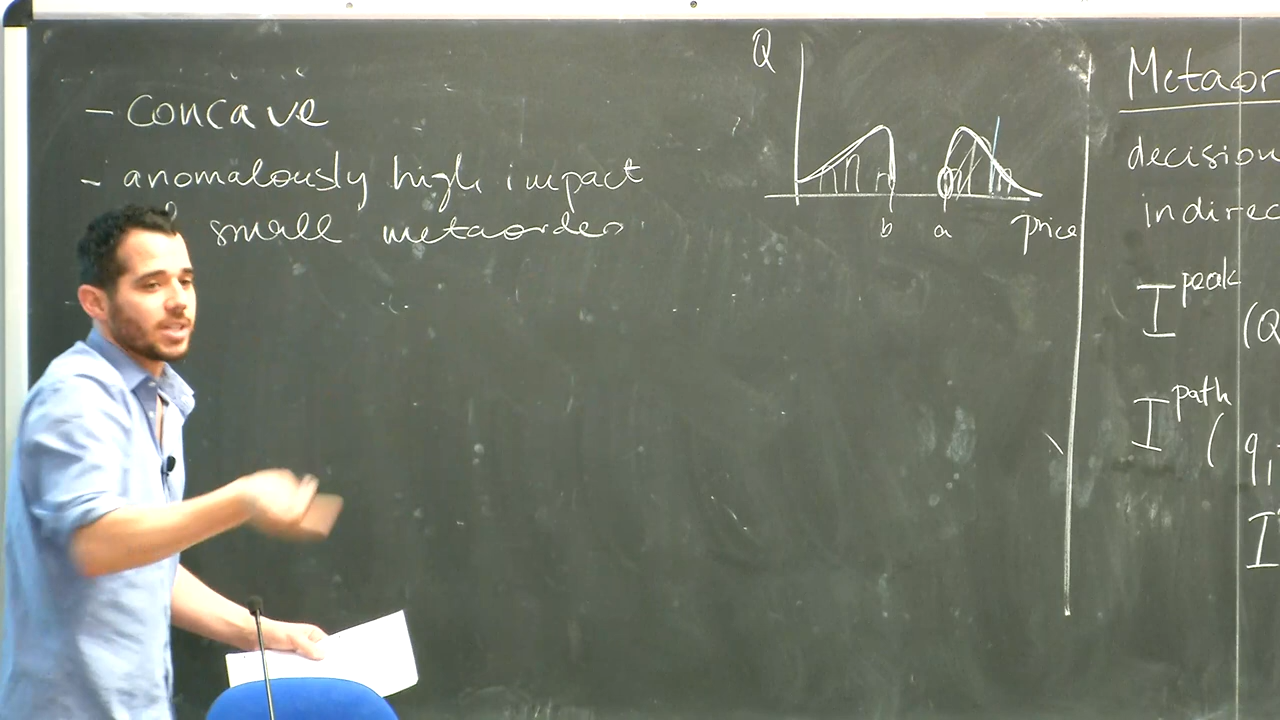 - concave
- anomalously high impact
small metaorders
Q
b a price
Metaor
decision
indirec
I^peak (Q
I^path ( q,
I